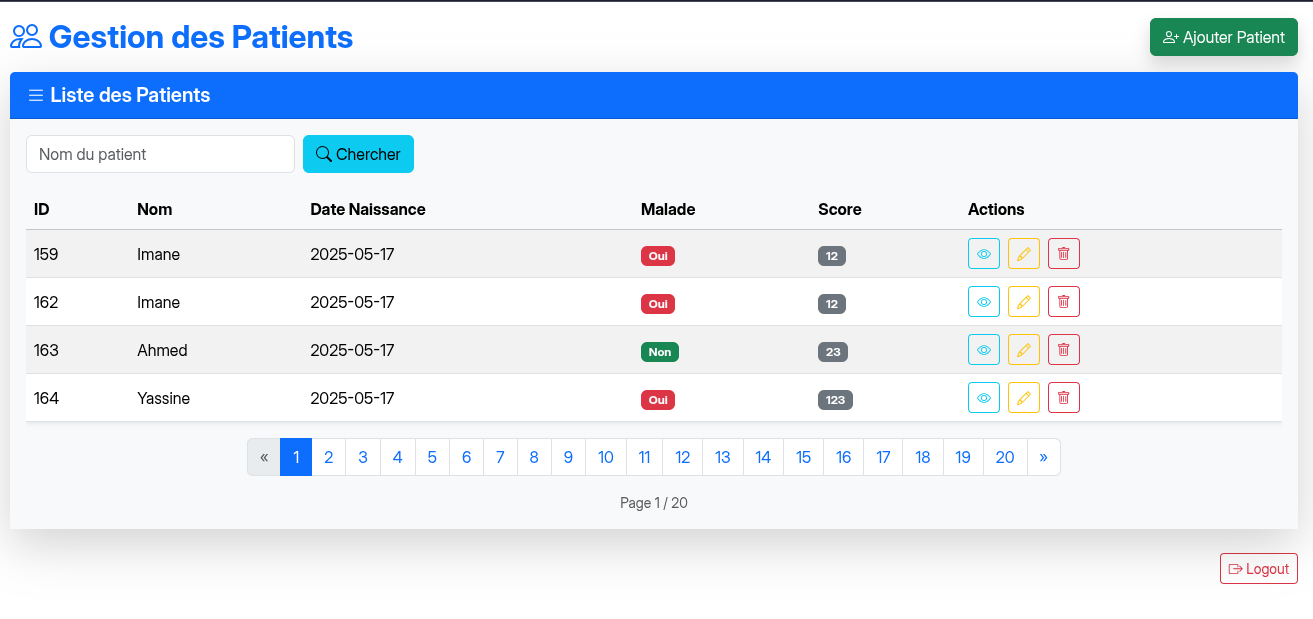 Gestion des Patients
Ajouter Patient
Liste des Patients
Nom du patient Chercher
ID Nom Date Naissance Malade Score Actions
159 Imane 2025-05-17 Oui 12
162 Imane 2025-05-17 Oui 12
163 Ahmed 2025-05-17 Non 23
164 Yassine 2025-05-17 Oui 123
« 1 2 3 4 5 6 7 8 9 10 11 12 13 14 15 16 17 18 19 20 »
Page 1 / 20
Logout